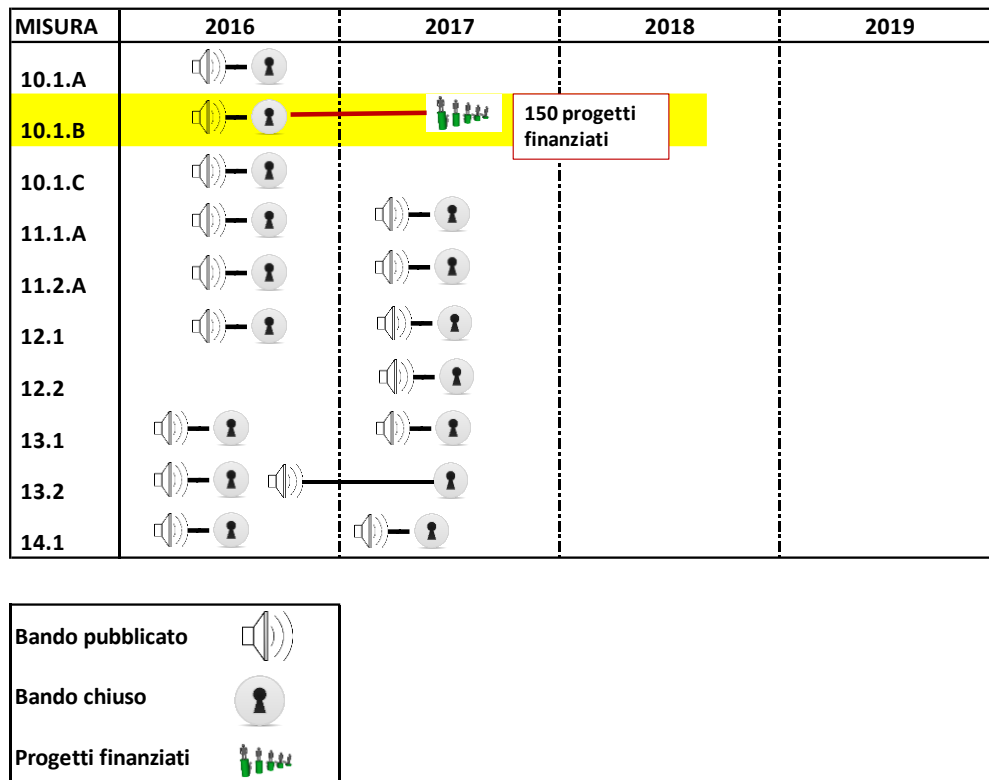 MISURA 2016 2017 2018 2019
10.1.A
10.1.B
150 progetti
finanziati
10.1.C
11.1.A
11.2.A
12.1
12.2
13.1
13.2
14.1
Bando pubblicato
Bando chiuso
Progetti finanziati